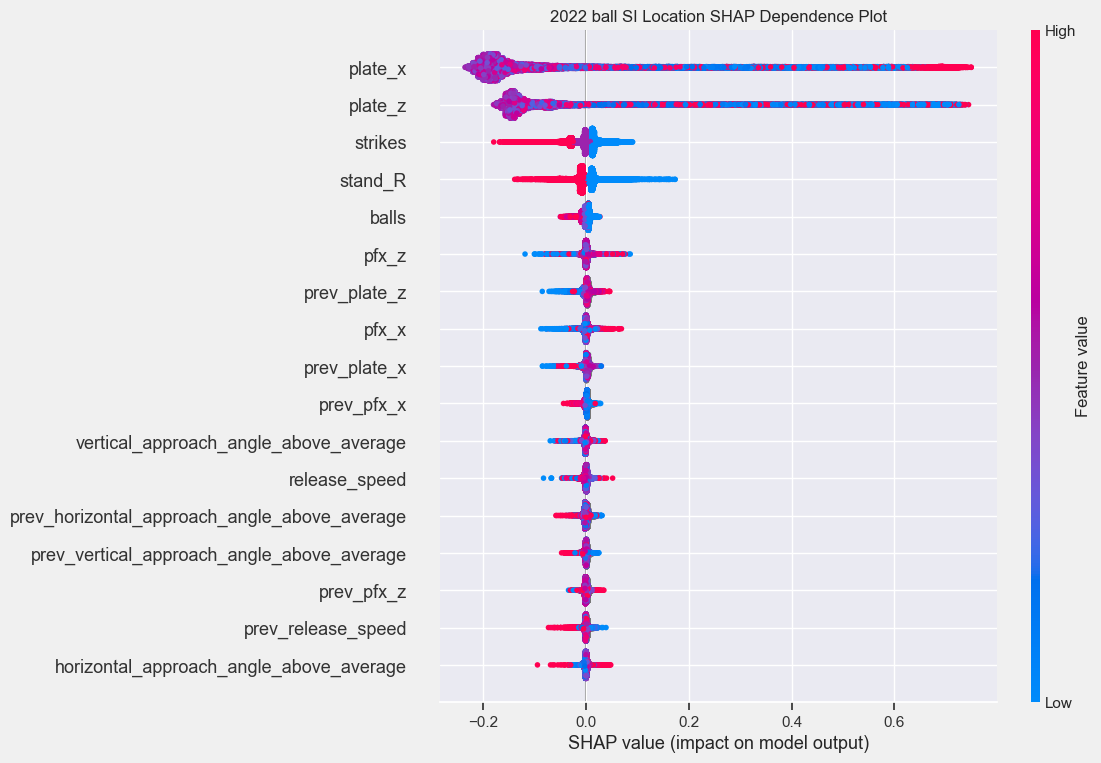 2022 ball SI Location SHAP Dependence Plot
High
plate_x
plate_z
strikes
stand_R
balls
pfx_z
prev_plate_z
pfx_x
prev_plate_x
prev_pfx_x
vertical_approach_angle_above_average
release_speed
prev_horizontal_approach_angle_above_average
prev_vertical_approach_angle_above_average
prev_pfx_z
prev_release_speed
horizontal_approach_angle_above_average
Feature value
Low
−0.2 0.0 0.2 0.4 0.6
SHAP value (impact on model output)